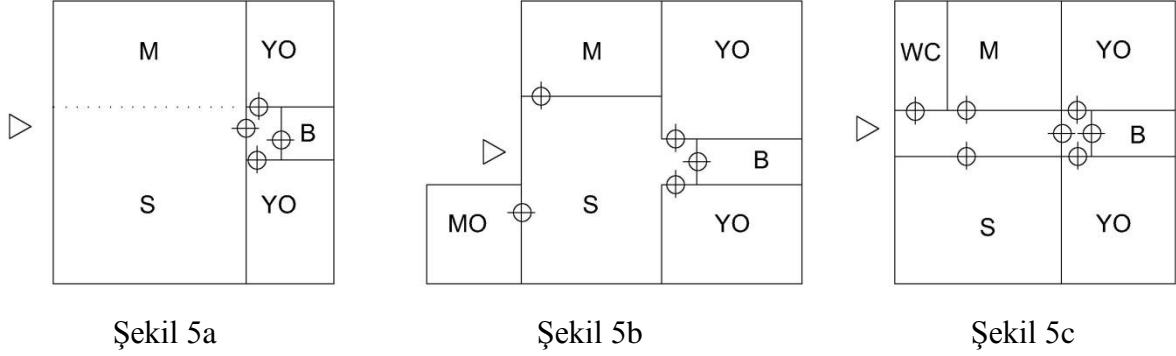 M YO M YO WC M YO
B B B
S YO MO S YO S YO
Şekil 5a Şekil 5b Şekil 5c